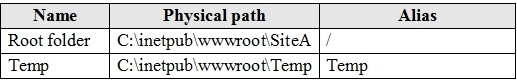 Name Physical path Alias
Root folder C:\inetpub\wwwroot\SiteA /
Temp C:\inetpub\wwwroot\Temp Temp